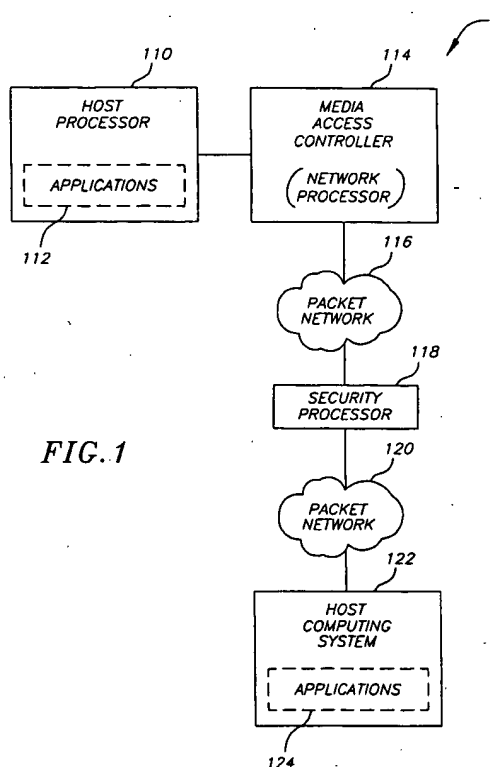 110
HOST
PROCESSOR
APPLICATIONS
112
114
MEDIA
ACCESS
CONTROLLER
(NETWORK
PROCESSOR)
116
PACKET
NETWORK
118
SECURITY
PROCESSOR
FIG. 1
120
PACKET
NETWORK
122
HOST
COMPUTING
SYSTEM
APPLICATIONS
124